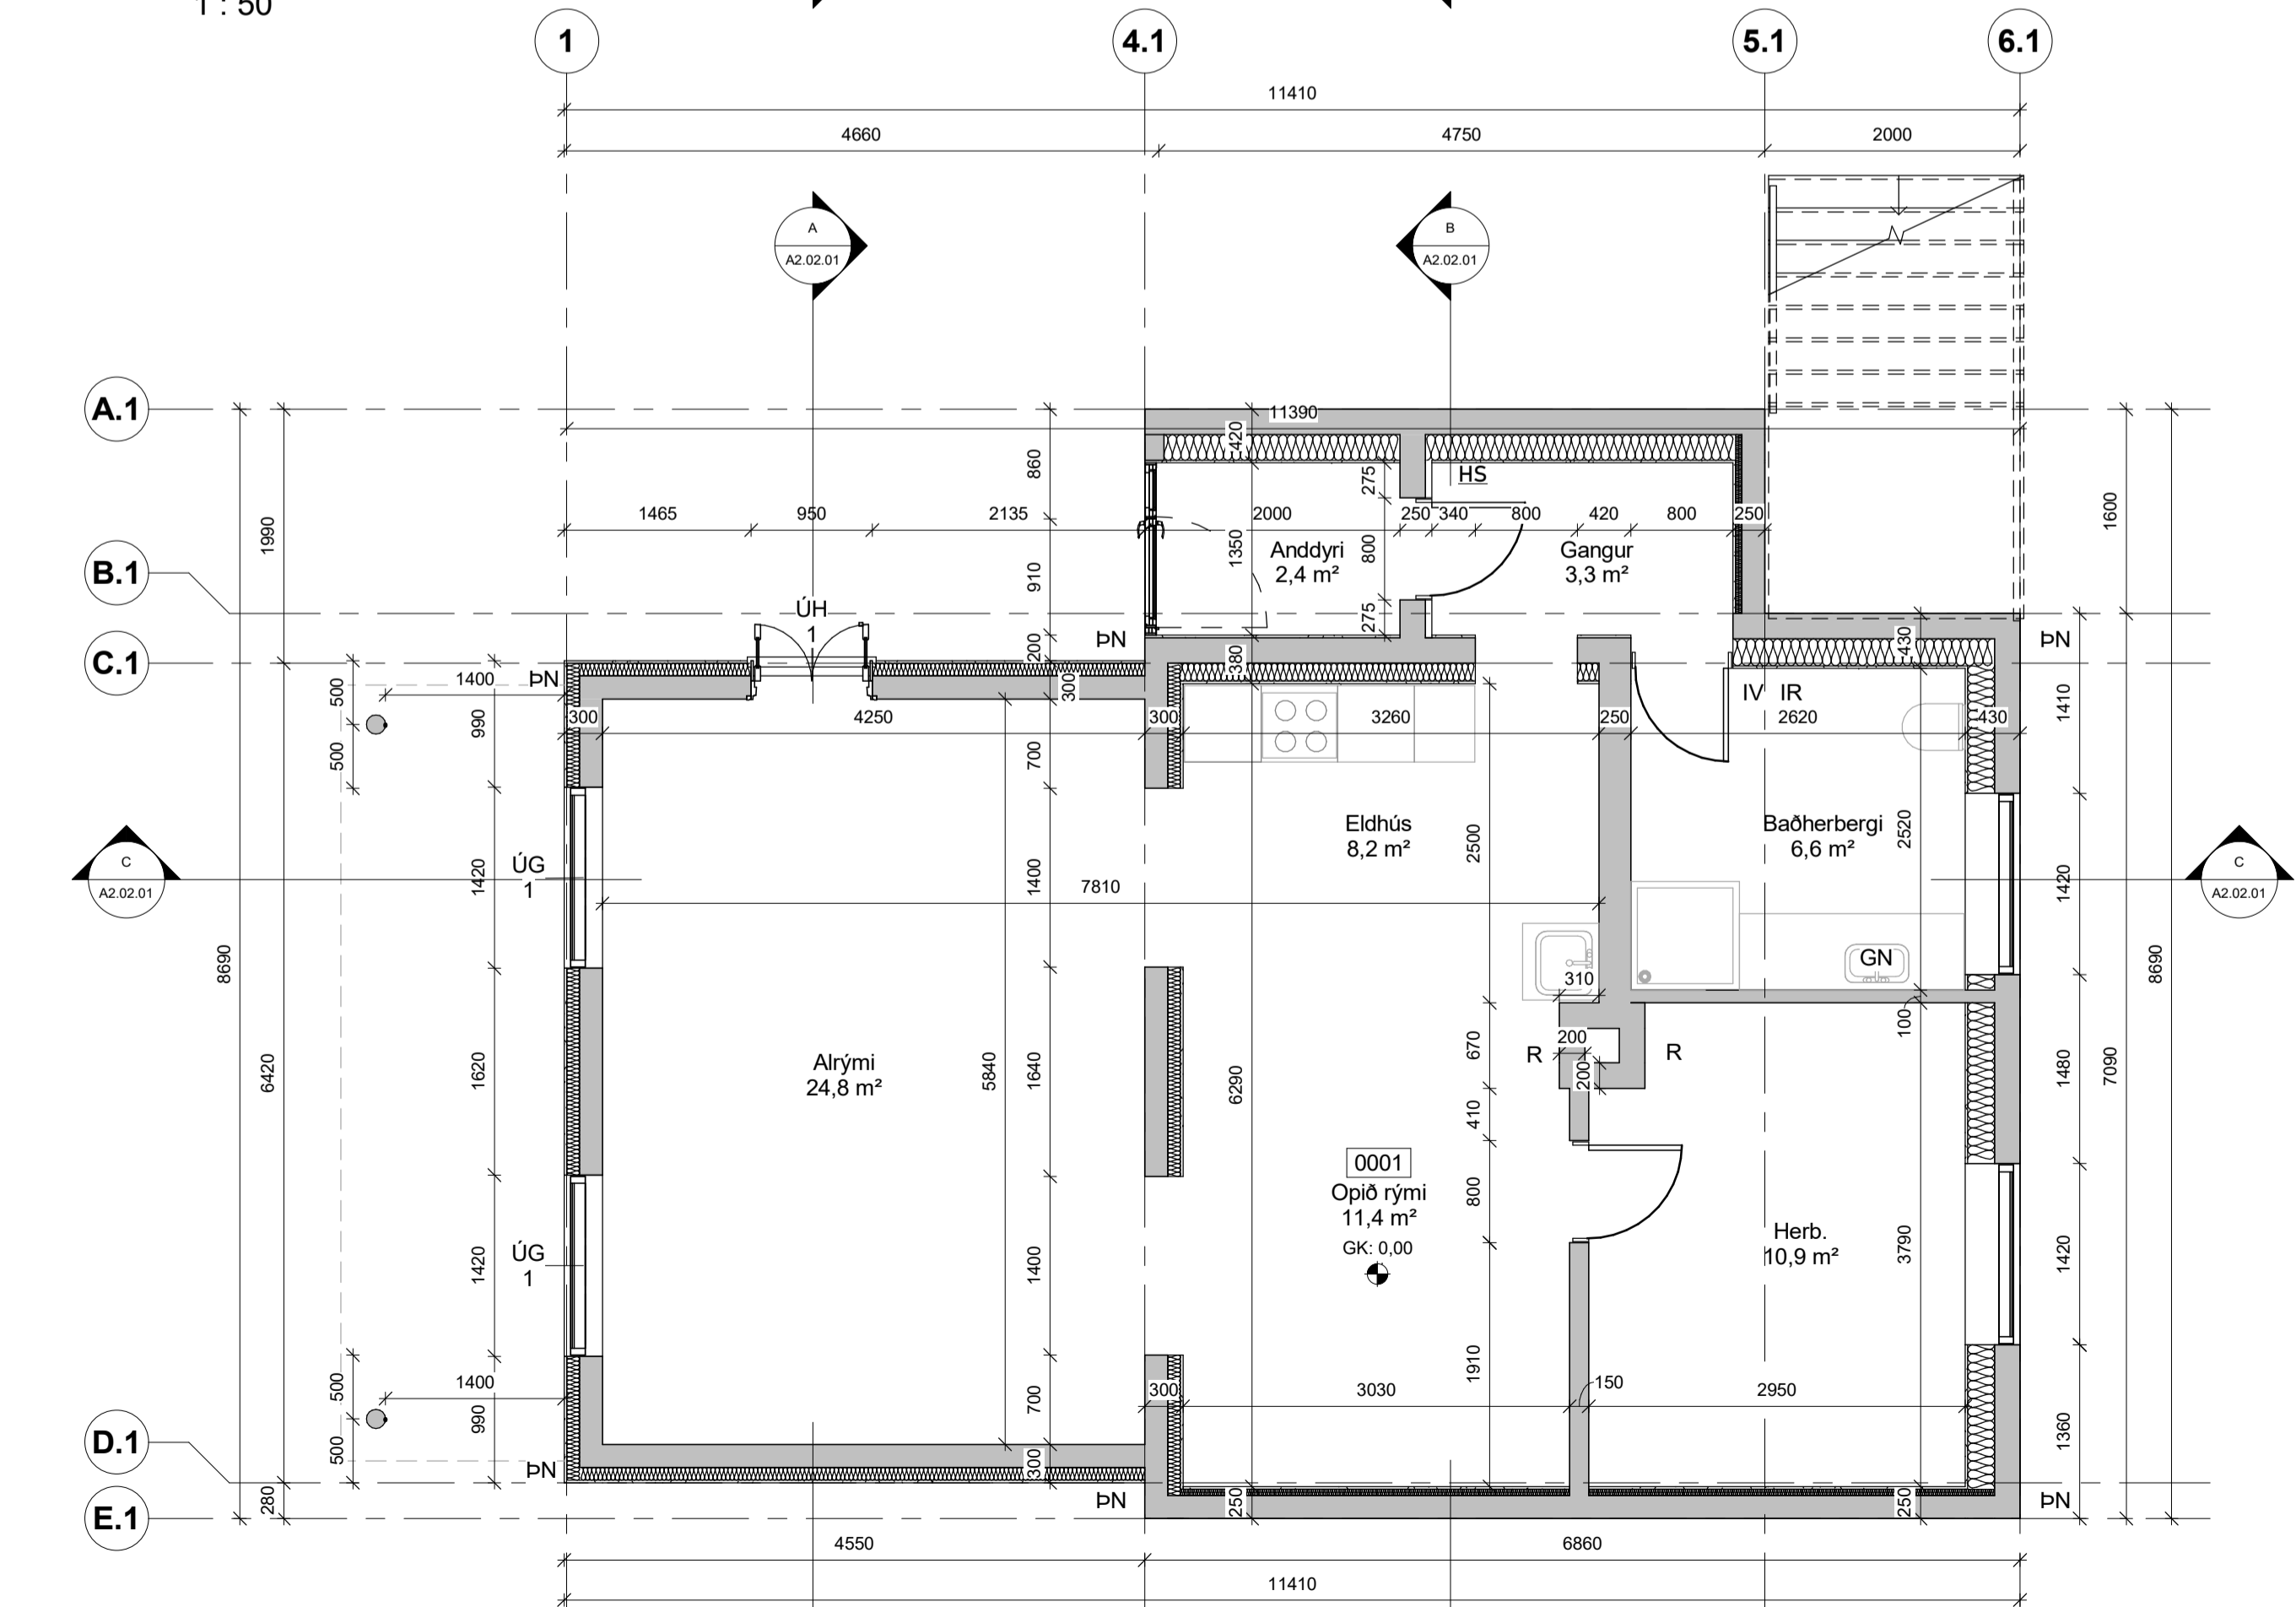 1 : 50
1
4.1
5.1
6.1
11410
4660
4750
2000
A
A2.02.01
B
A2.02.01
A.1
11390
420
860
275
HS
1990
1465
950
2135
2000
250
340
800
420
800
250
1600
1350
Anddyri
2,4 m²
800
Gangur
3,3 m²
B.1
910
ÚH
1
275
ÞN
200
380
430
ÞN
C.1
1400
ÞN
300
500
990
500
300
4250
300
3260
250
IV IR
2620
430
1410
700
Eldhús
8,2 m²
2500
Baðherbergi
6,6 m²
2520
C
A2.02.01
ÚG
1
1420
1400
7810
1420
C
A2.02.01
8690
GN
8690
310
100
6420
Alrými
24,8 m²
1620
5840
1640
6290
670
200
R
R
200
1480
7090
410
0001
Opið rými
11,4 m²
GK: 0,00
800
Herb.
10,9 m²
3790
1420
ÚG
1
1420
1400
1400
500
990
500
700
300
3030
1910
150
2950
1360
D.1
ÞN
300
280
E.1
ÞN
250
250
ÞN
4550
6860
11410